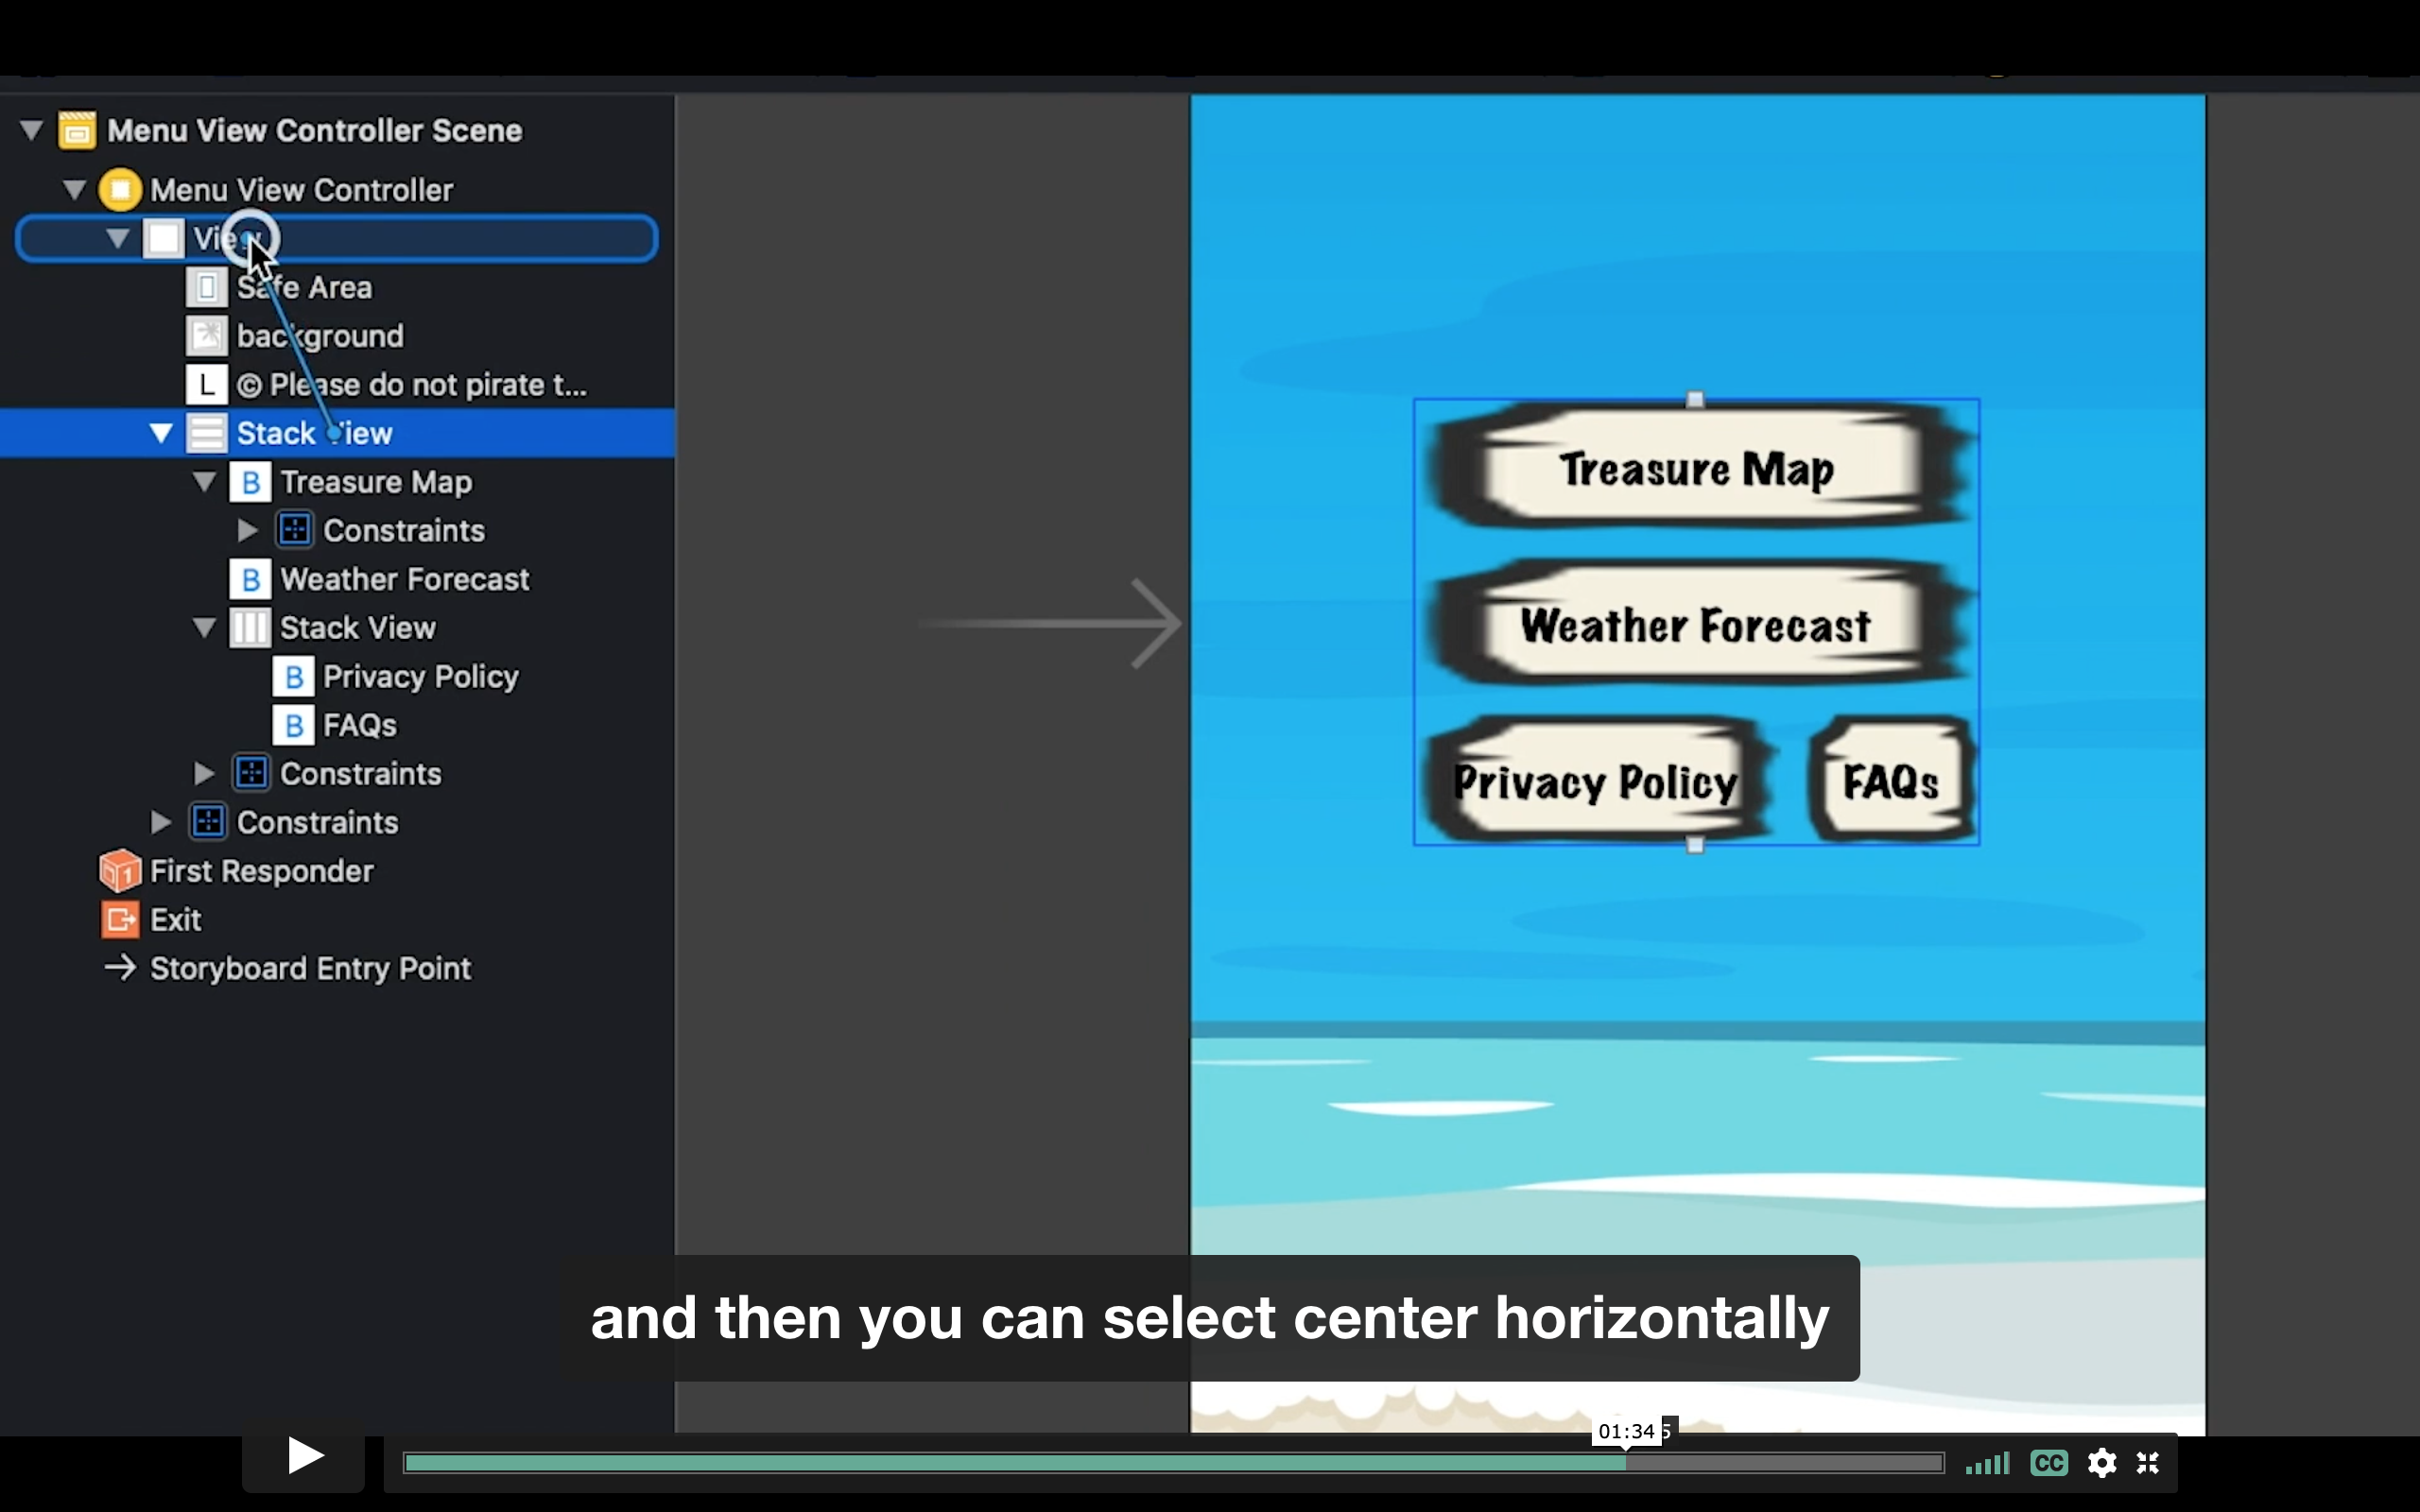 Menu View Controller Scene
Menu View Controller
View
Safe Area
background
L © Please do not pirate t...
Stack View
B Treasure Map
Constraints
B Weather Forecast
Stack View
B Privacy Policy
B FAQs
Constraints
Constraints
First Responder
Exit
Storyboard Entry Point
Treasure Map
Weather Forecast
Privacy Policy
FAQs
and then you can select center horizontally
01:34
CC